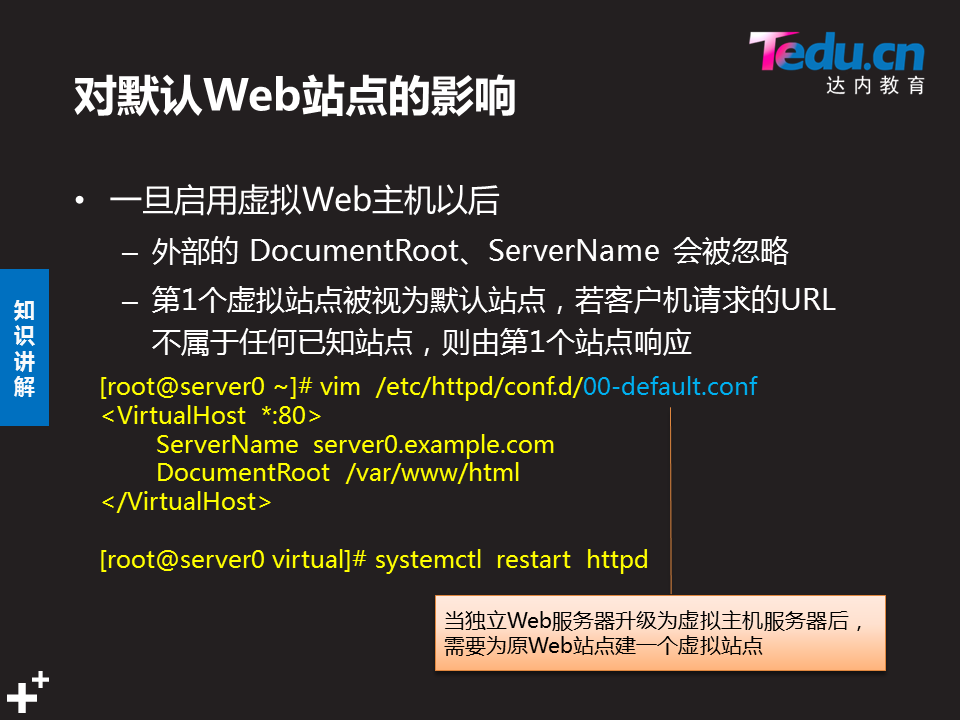 Tedu.cn
达内教育
对默认Web站点的影响
• 一旦启用虚拟Web主机以后
– 外部的 DocumentRoot、ServerName 会被忽略
– 第1个虚拟站点被视为默认站点，若客户机请求的URL
不属于任何已知站点，则由第1个站点响应
知识讲解
[root@server0 ~]# vim /etc/httpd/conf.d/00-default.conf
<VirtualHost *:80>
ServerName server0.example.com
DocumentRoot /var/www/html
</VirtualHost>
[root@server0 virtual]# systemctl restart httpd
当独立Web服务器升级为虚拟主机服务器后，
需要为原Web站点建一个虚拟站点